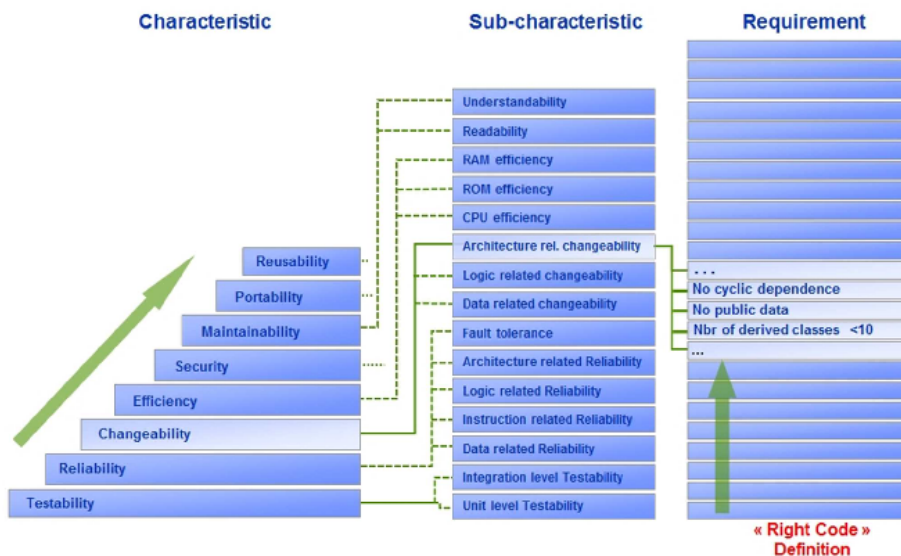 Characteristic
Sub-characteristic
Requirement
Understandability
Readability
RAM efficiency
ROM efficiency
CPU efficiency
Architecture rel. changeability
Logic related changeability
Data related changeability
Fault tolerance
Architecture related Reliability
Logic related Reliability
Instruction related Reliability
Data related Reliability
Integration level Testability
Unit level Testability
Reusability
Portability
Maintainability
Security
Efficiency
Changeability
Reliability
Testability
. . .
No cyclic dependence
No public data
Nbr of derived classes <10
...
« Right Code »
Definition